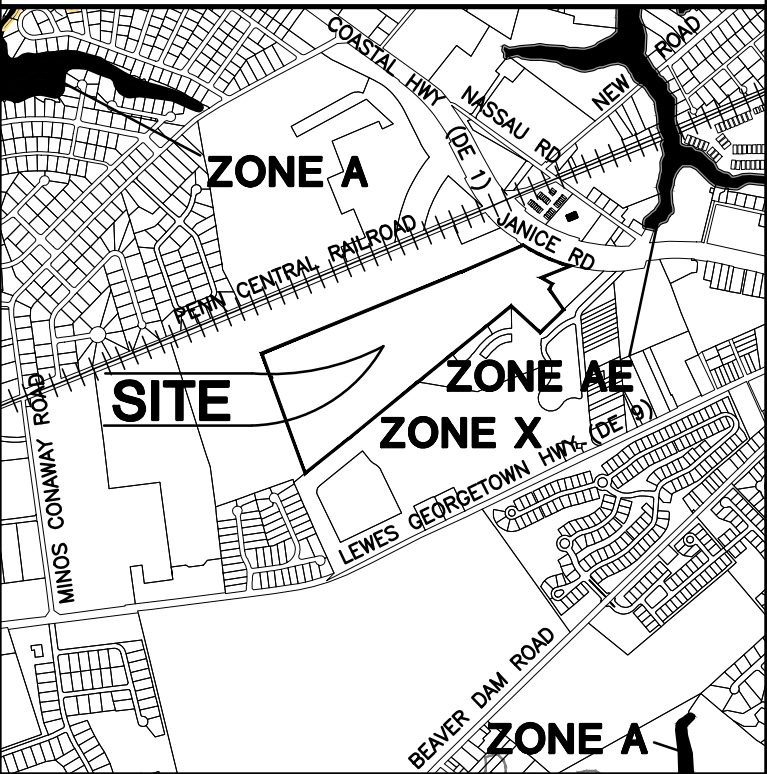 COASTAL HWY (DE 1)
NASSAU RD
NEW ROAD
ZONE A
JANICE RD
PENN CENTRAL RAILROAD
ZONE AE
SITE
ZONE X
MINOS CONAWAY ROAD
LEWES GEORGETOWN HWY. (DE 9)
BEAVER DAM ROAD
ZONE A